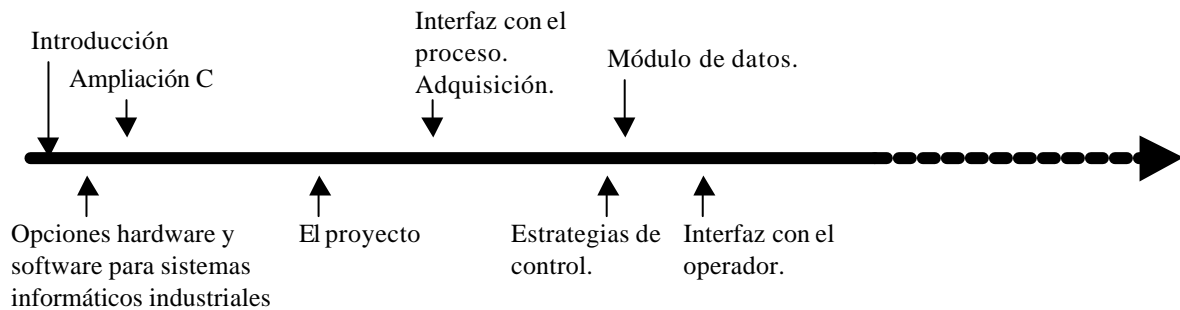 Introducción
Ampliación C
Interfaz con el
proceso.
Adquisición.
Módulo de datos.
Opciones hardware y
software para sistemas
informáticos industriales
El proyecto
Estrategias de
control.
Interfaz con el
operador.